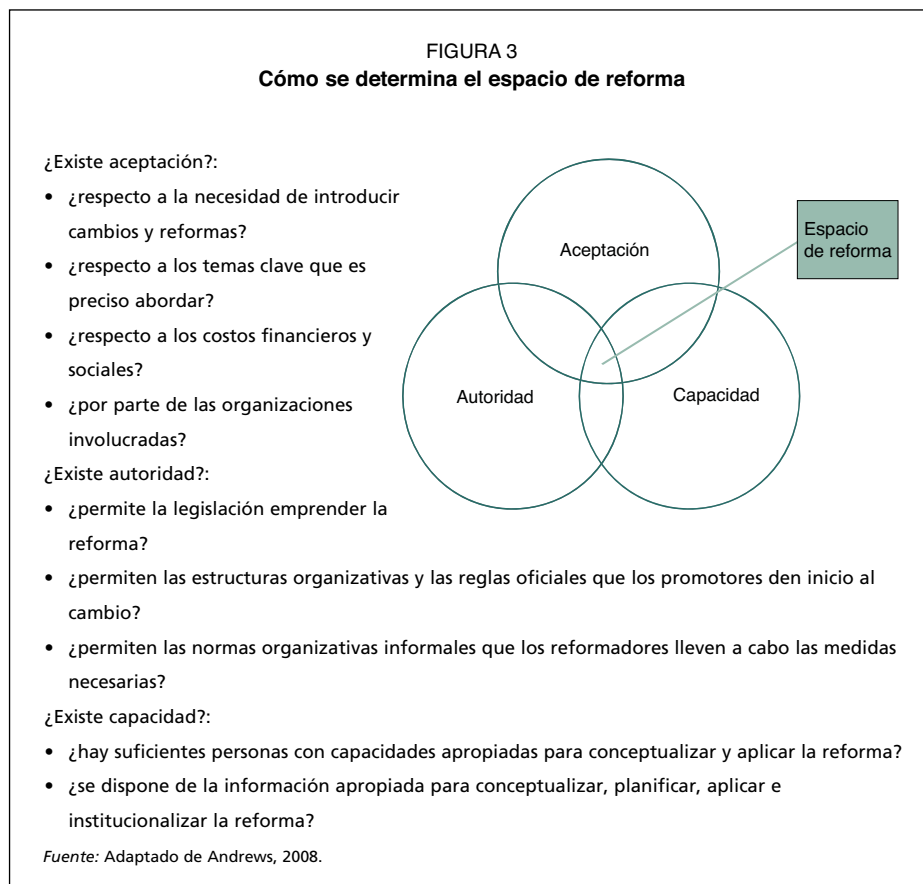 FIGURA 3
Cómo se determina el espacio de reforma
¿Existe aceptación?:
• ¿respecto a la necesidad de introducir
cambios y reformas?
• ¿respecto a los temas clave que es
preciso abordar?
• ¿respecto a los costos financieros y
sociales?
• ¿por parte de las organizaciones
involucradas?
Aceptación
Espacio
de reforma
Autoridad
Capacidad
¿Existe autoridad?:
• ¿permite la legislación emprender la
reforma?
• ¿permiten las estructuras organizativas y las reglas oficiales que los promotores den inicio al
cambio?
• ¿permiten las normas organizativas informales que los reformadores lleven a cabo las medidas
necesarias?
¿Existe capacidad?:
• ¿hay suficientes personas con capacidades apropiadas para conceptualizar y aplicar la reforma?
• ¿se dispone de la información apropiada para conceptualizar, planificar, aplicar e
institucionalizar la reforma?
Fuente: Adaptado de Andrews, 2008.